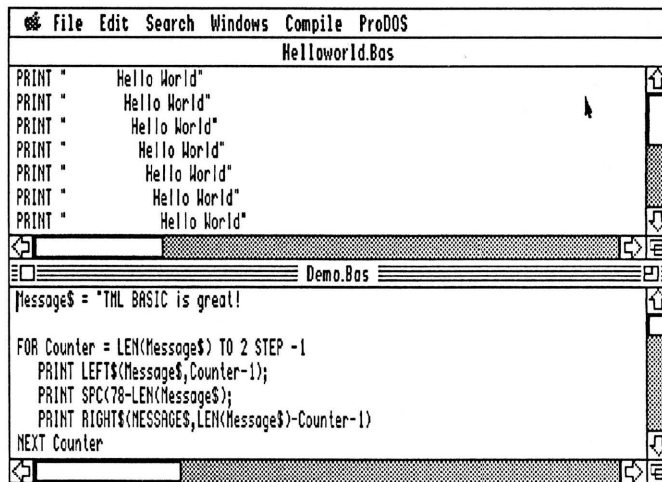 File Edit Search Windows Compile ProDOS
Helloworld.Bas
PRINT "        Hello World"
PRINT "         Hello World"
PRINT "          Hello World"
PRINT "           Hello World"
PRINT "            Hello World"
PRINT "             Hello World"
PRINT "              Hello World"
Demo.Bas
Message$ = "TML BASIC is great!

FOR Counter = LEN(Message$) TO 2 STEP -1
   PRINT LEFT$(Message$,Counter-1);
   PRINT SPC(78-LEN(Message$);
   PRINT RIGHT$(MESSAGE$,LEN(Message$)-Counter-1)
NEXT Counter